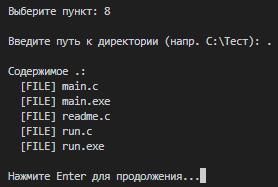 Выберите пункт: 8
Введите путь к директории (напр. C:\Тест): .
Содержимое .:
[FILE] main.c
[FILE] main.exe
[FILE] readme.c
[FILE] run.c
[FILE] run.exe
Нажмите Enter для продолжения...